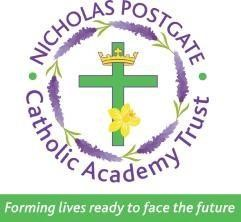 NICHOLAS POSTGATE
Catholic Academy Trust
Forming lives ready to face the future